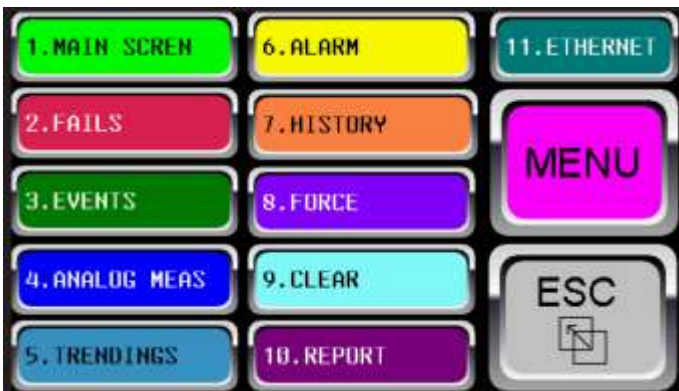 1.MAIN SCREN
2.FAILS
3.EVENTS
4.ANALOG MEAS
5.TRENDINGS
6.ALARM
7.HISTORY
8.FORCE
9.CLEAR
10.REPORT
11.ETHERNET
MENU
ESC